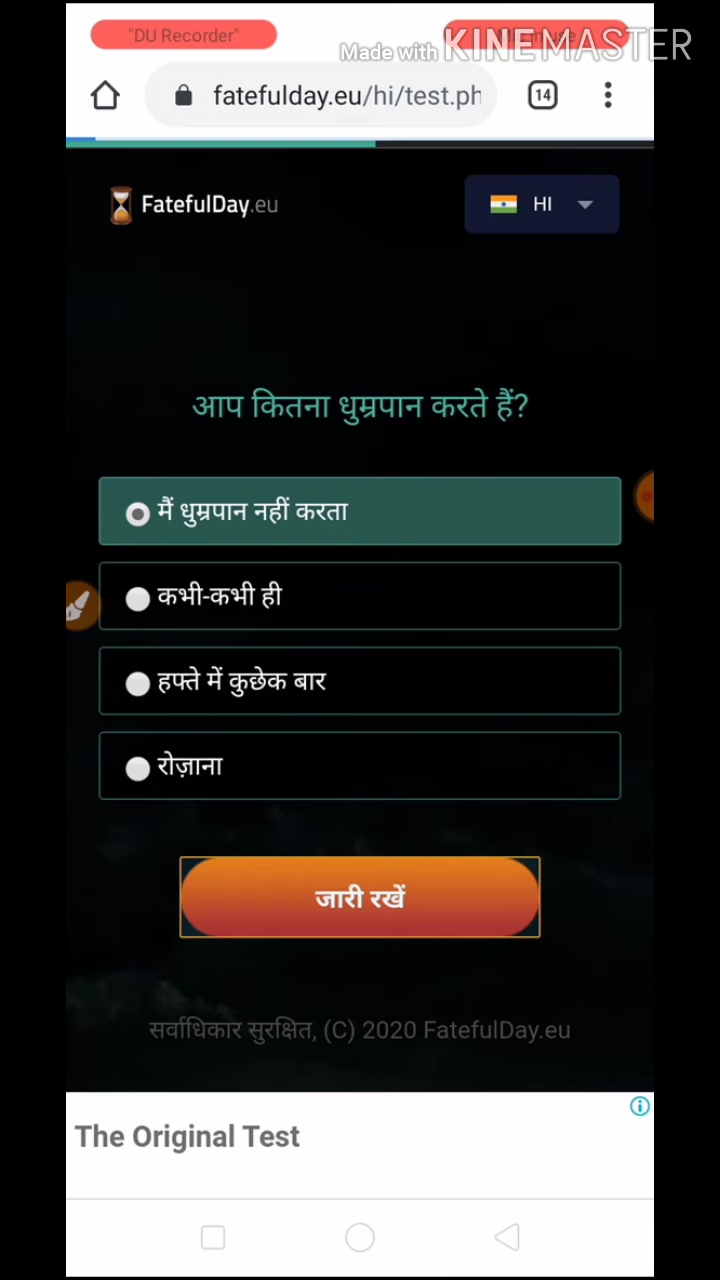 "DU Recorder"
Made with KINEMASTER
fatefulday.eu/hi/test.ph
14
FatefulDay.eu
HI
आप कितना धुम्रपान करते हैं?
मैं धुम्रपान नहीं करता
कभी-कभी ही
हफ्ते में कुछेक बार
रोज़ाना
जारी रखें
सर्वाधिकार सुरक्षित, (C) 2020 FatefulDay.eu
The Original Test